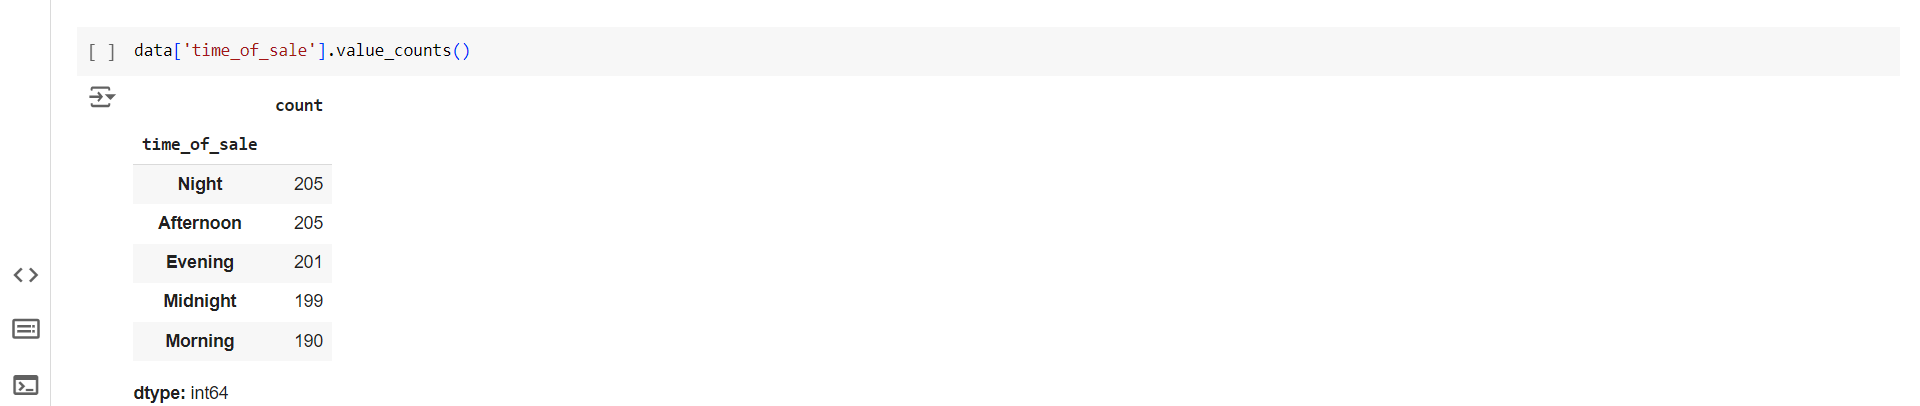 [ ] data['time_of_sale'].value_counts()
count
time_of_sale
Night 205
Afternoon 205
Evening 201
Midnight 199
Morning 190
dtype: int64